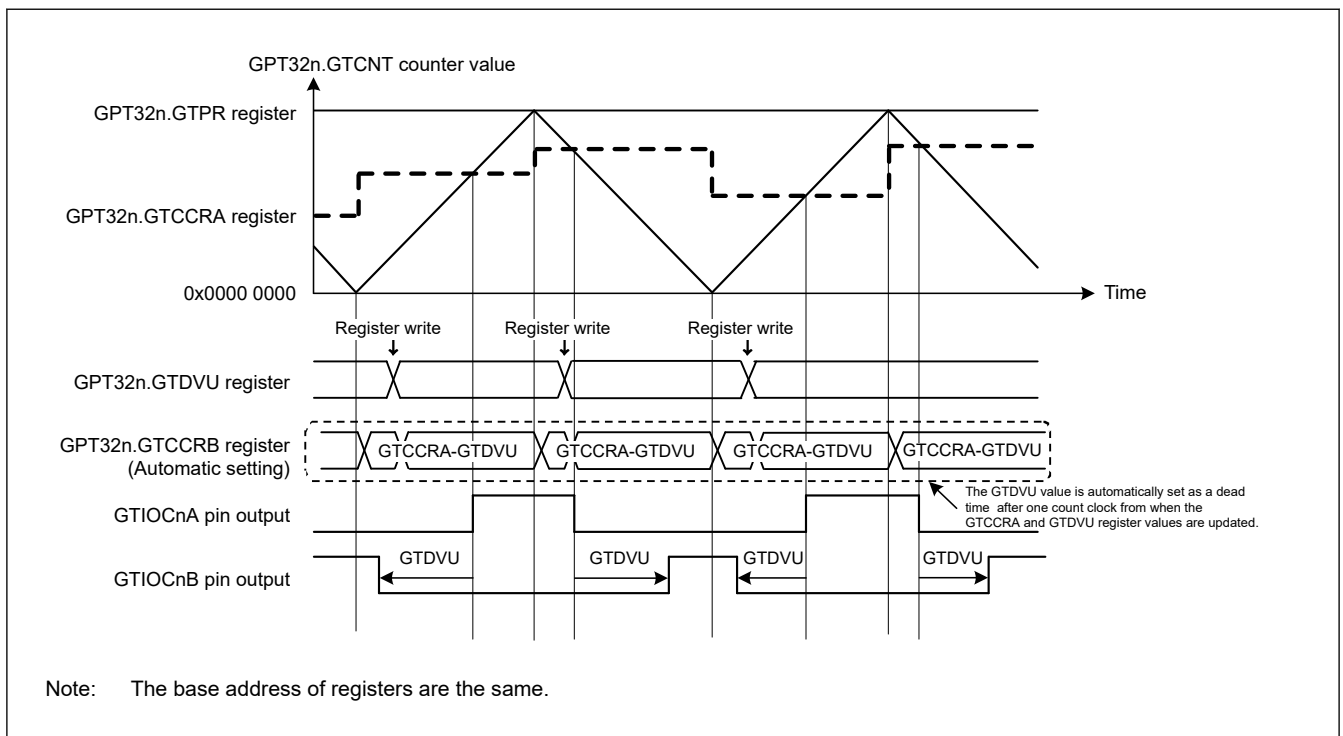 GPT32n.GTCNT counter value
GPT32n.GTPR register
GPT32n.GTCCRA register
0x0000 0000
Time
Register write
Register write
Register write
GPT32n.GTDVU register
GPT32n.GTCCRB register
(Automatic setting)
GTCCRA-GTDVU
GTCCRA-GTDVU
GTCCRA-GTDVU
GTCCRA-GTDVU
The GTDVU value is automatically set as a dead
time after one count clock from when the
GTCCRA and GTDVU register values are updated.
GTIOCnA pin output
GTDVU
GTDVU
GTDVU
GTDVU
GTIOCnB pin output
Note: The base address of registers are the same.